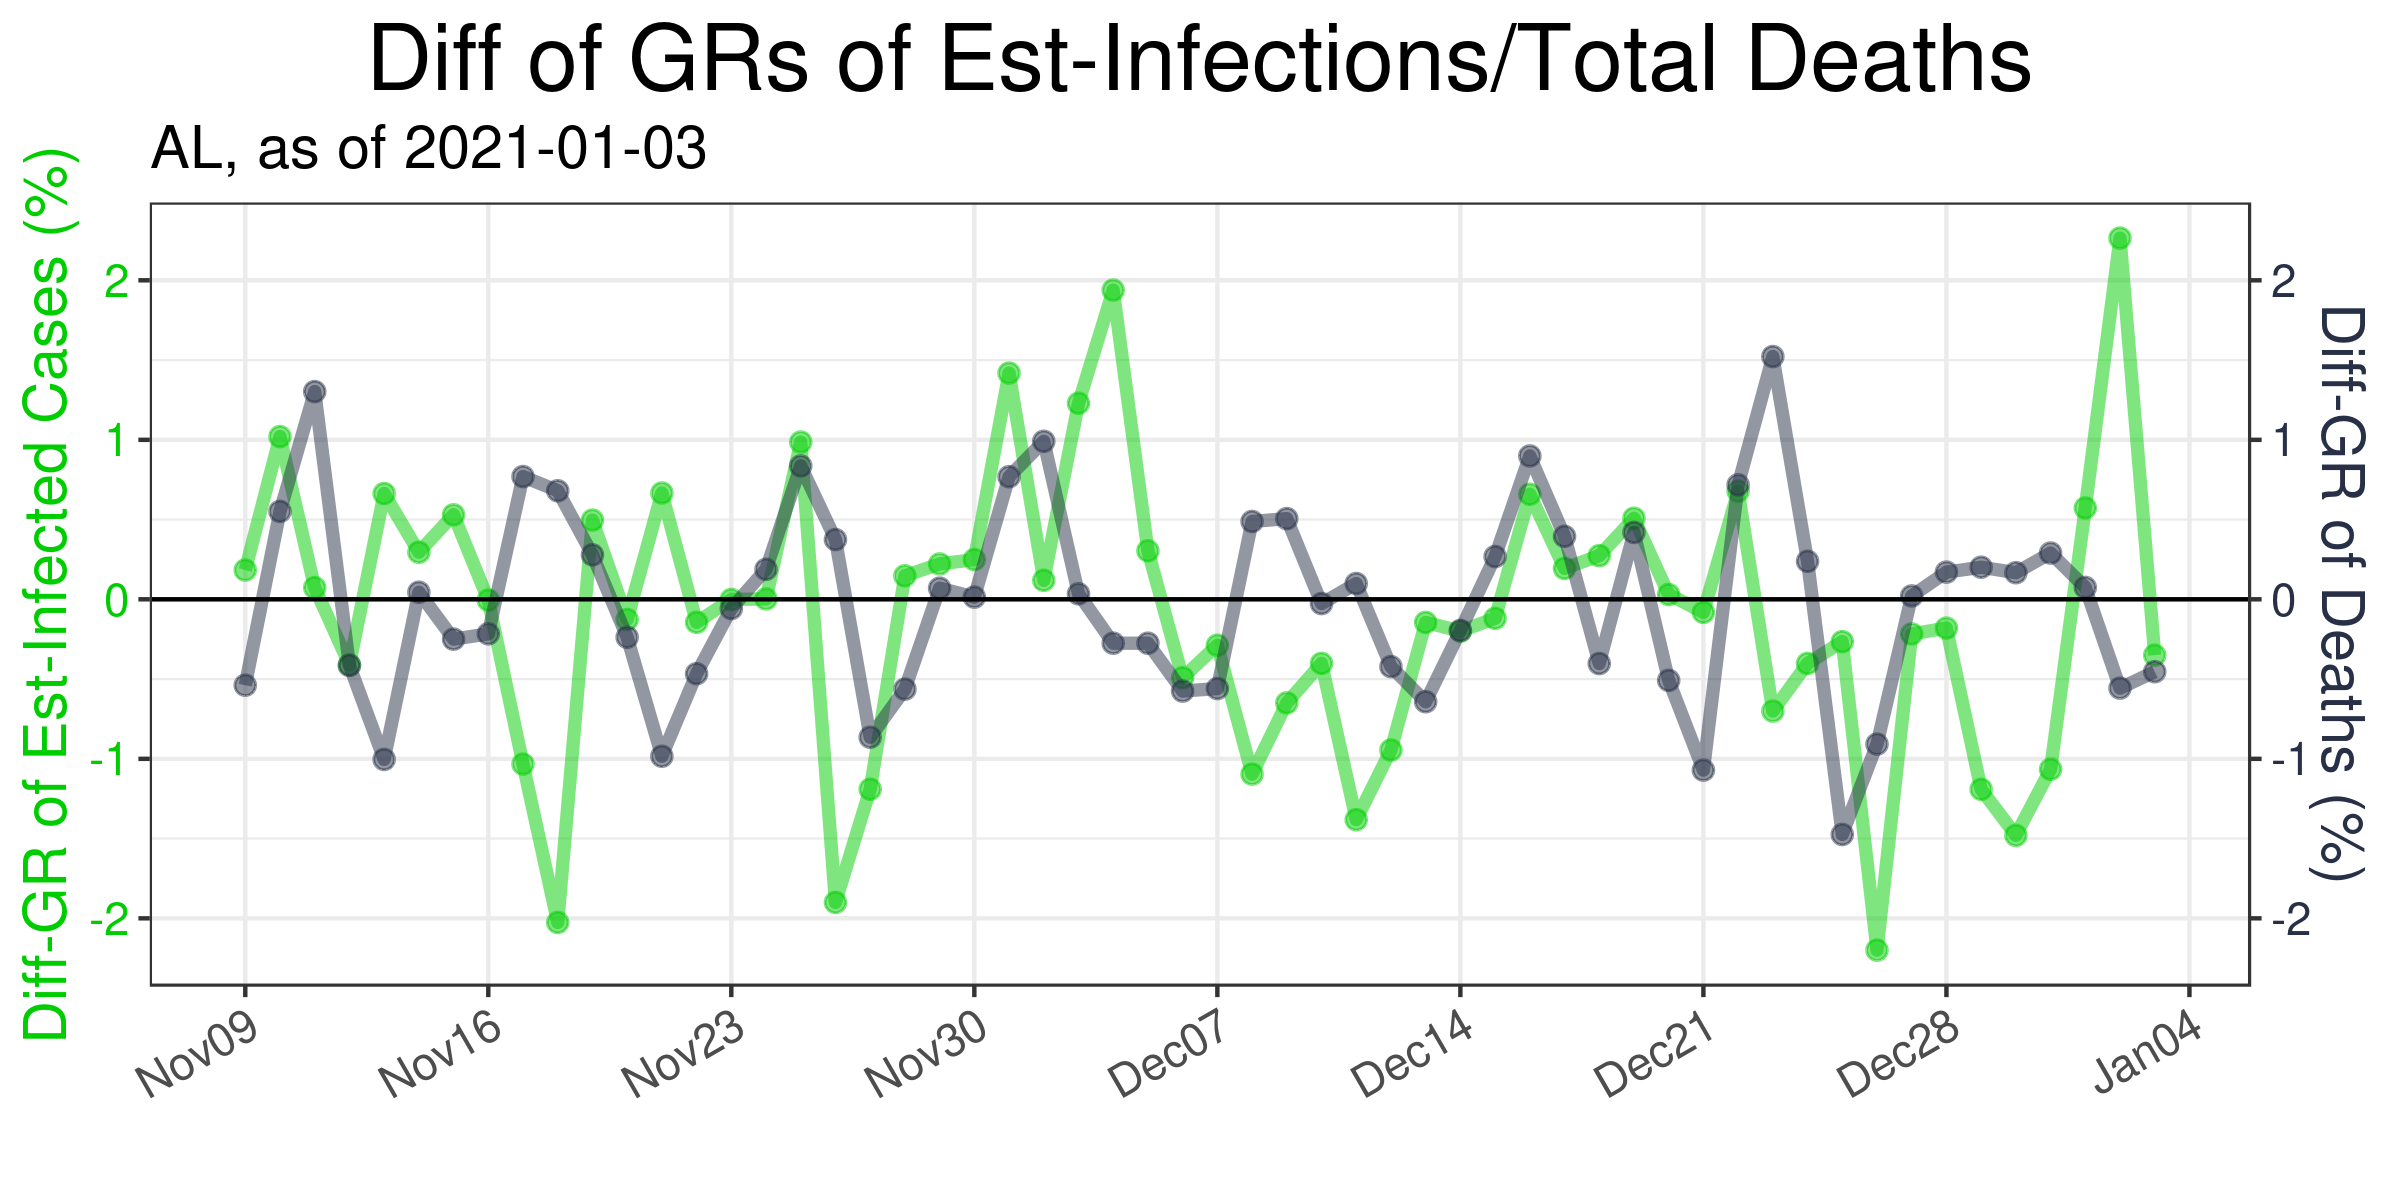 Diff of GRs of Est-Infections/Total Deaths
AL, as of 2021-01-03
Diff-GR of Est-Infected Cases (%)
2
1
0
-1
-2
2
1
0
-1
-2
Diff-GR of Deaths (%)
Nov09
Nov16
Nov23
Nov30
Dec07
Dec14
Dec21
Dec28
Jan04